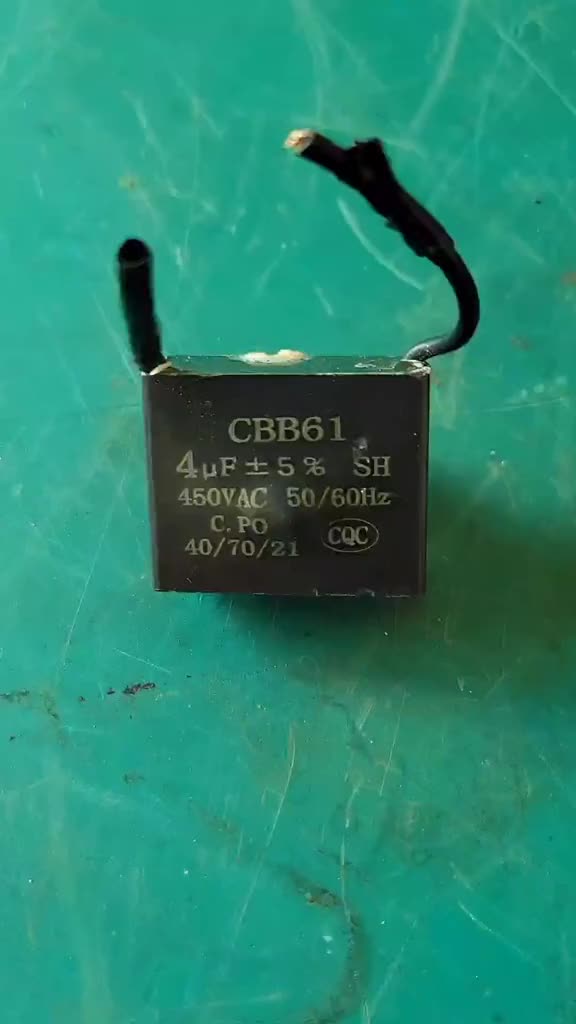 CBB61
4μF±5% SH
450VAC 50/60Hz
C.PO
40/70/21 CQC